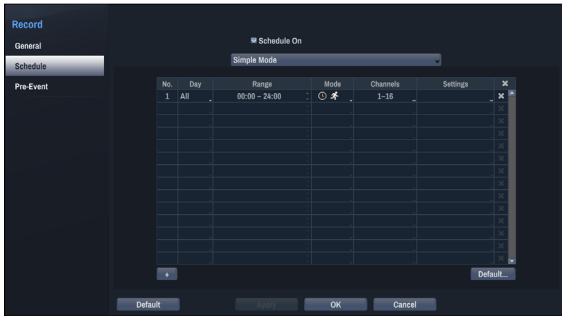 Record
General
Schedule
Pre-Event
Schedule On
Simple Mode
No. Day Range Mode Channels Settings
1 All 00:00 – 24:00 1~16
+ Default...
Default Apply OK Cancel